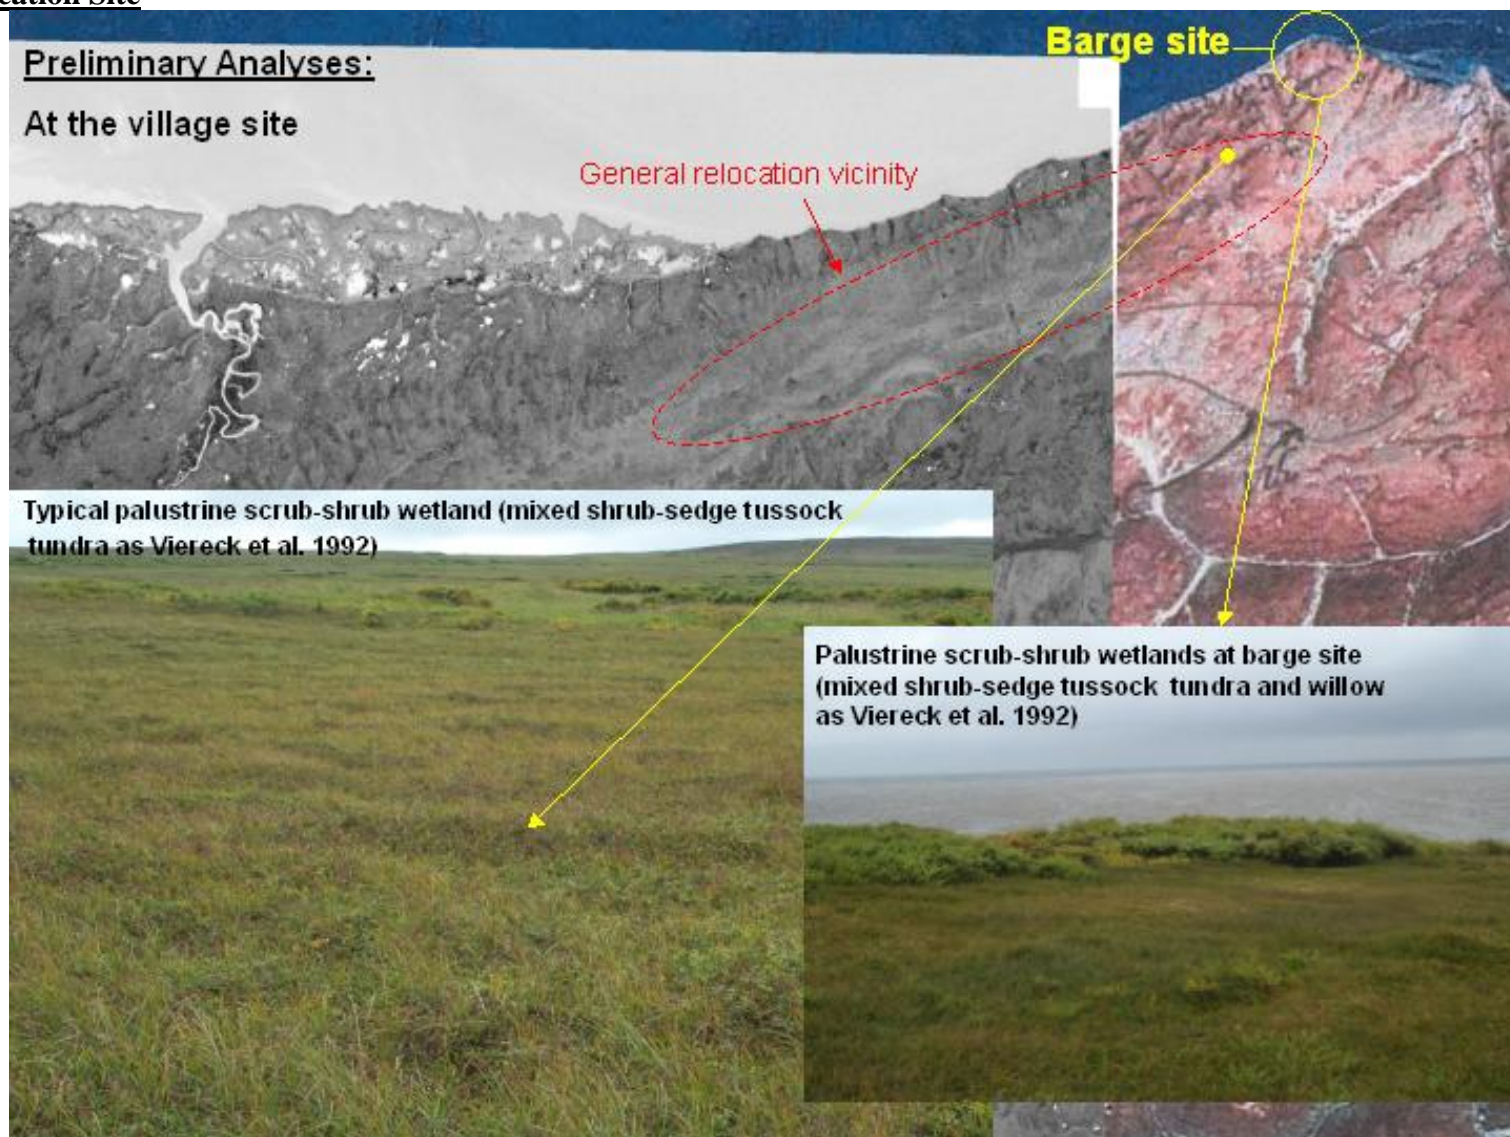 cation Site
Barge site
Preliminary Analyses:
At the village site
General relocation vicinity
Typical palustrine scrub-shrub wetland (mixed shrub-sedge tussock
tundra as Viereck et al. 1992)
Palustrine scrub-shrub wetlands at barge site
(mixed shrub-sedge tussock tundra and willow
as Viereck et al. 1992)